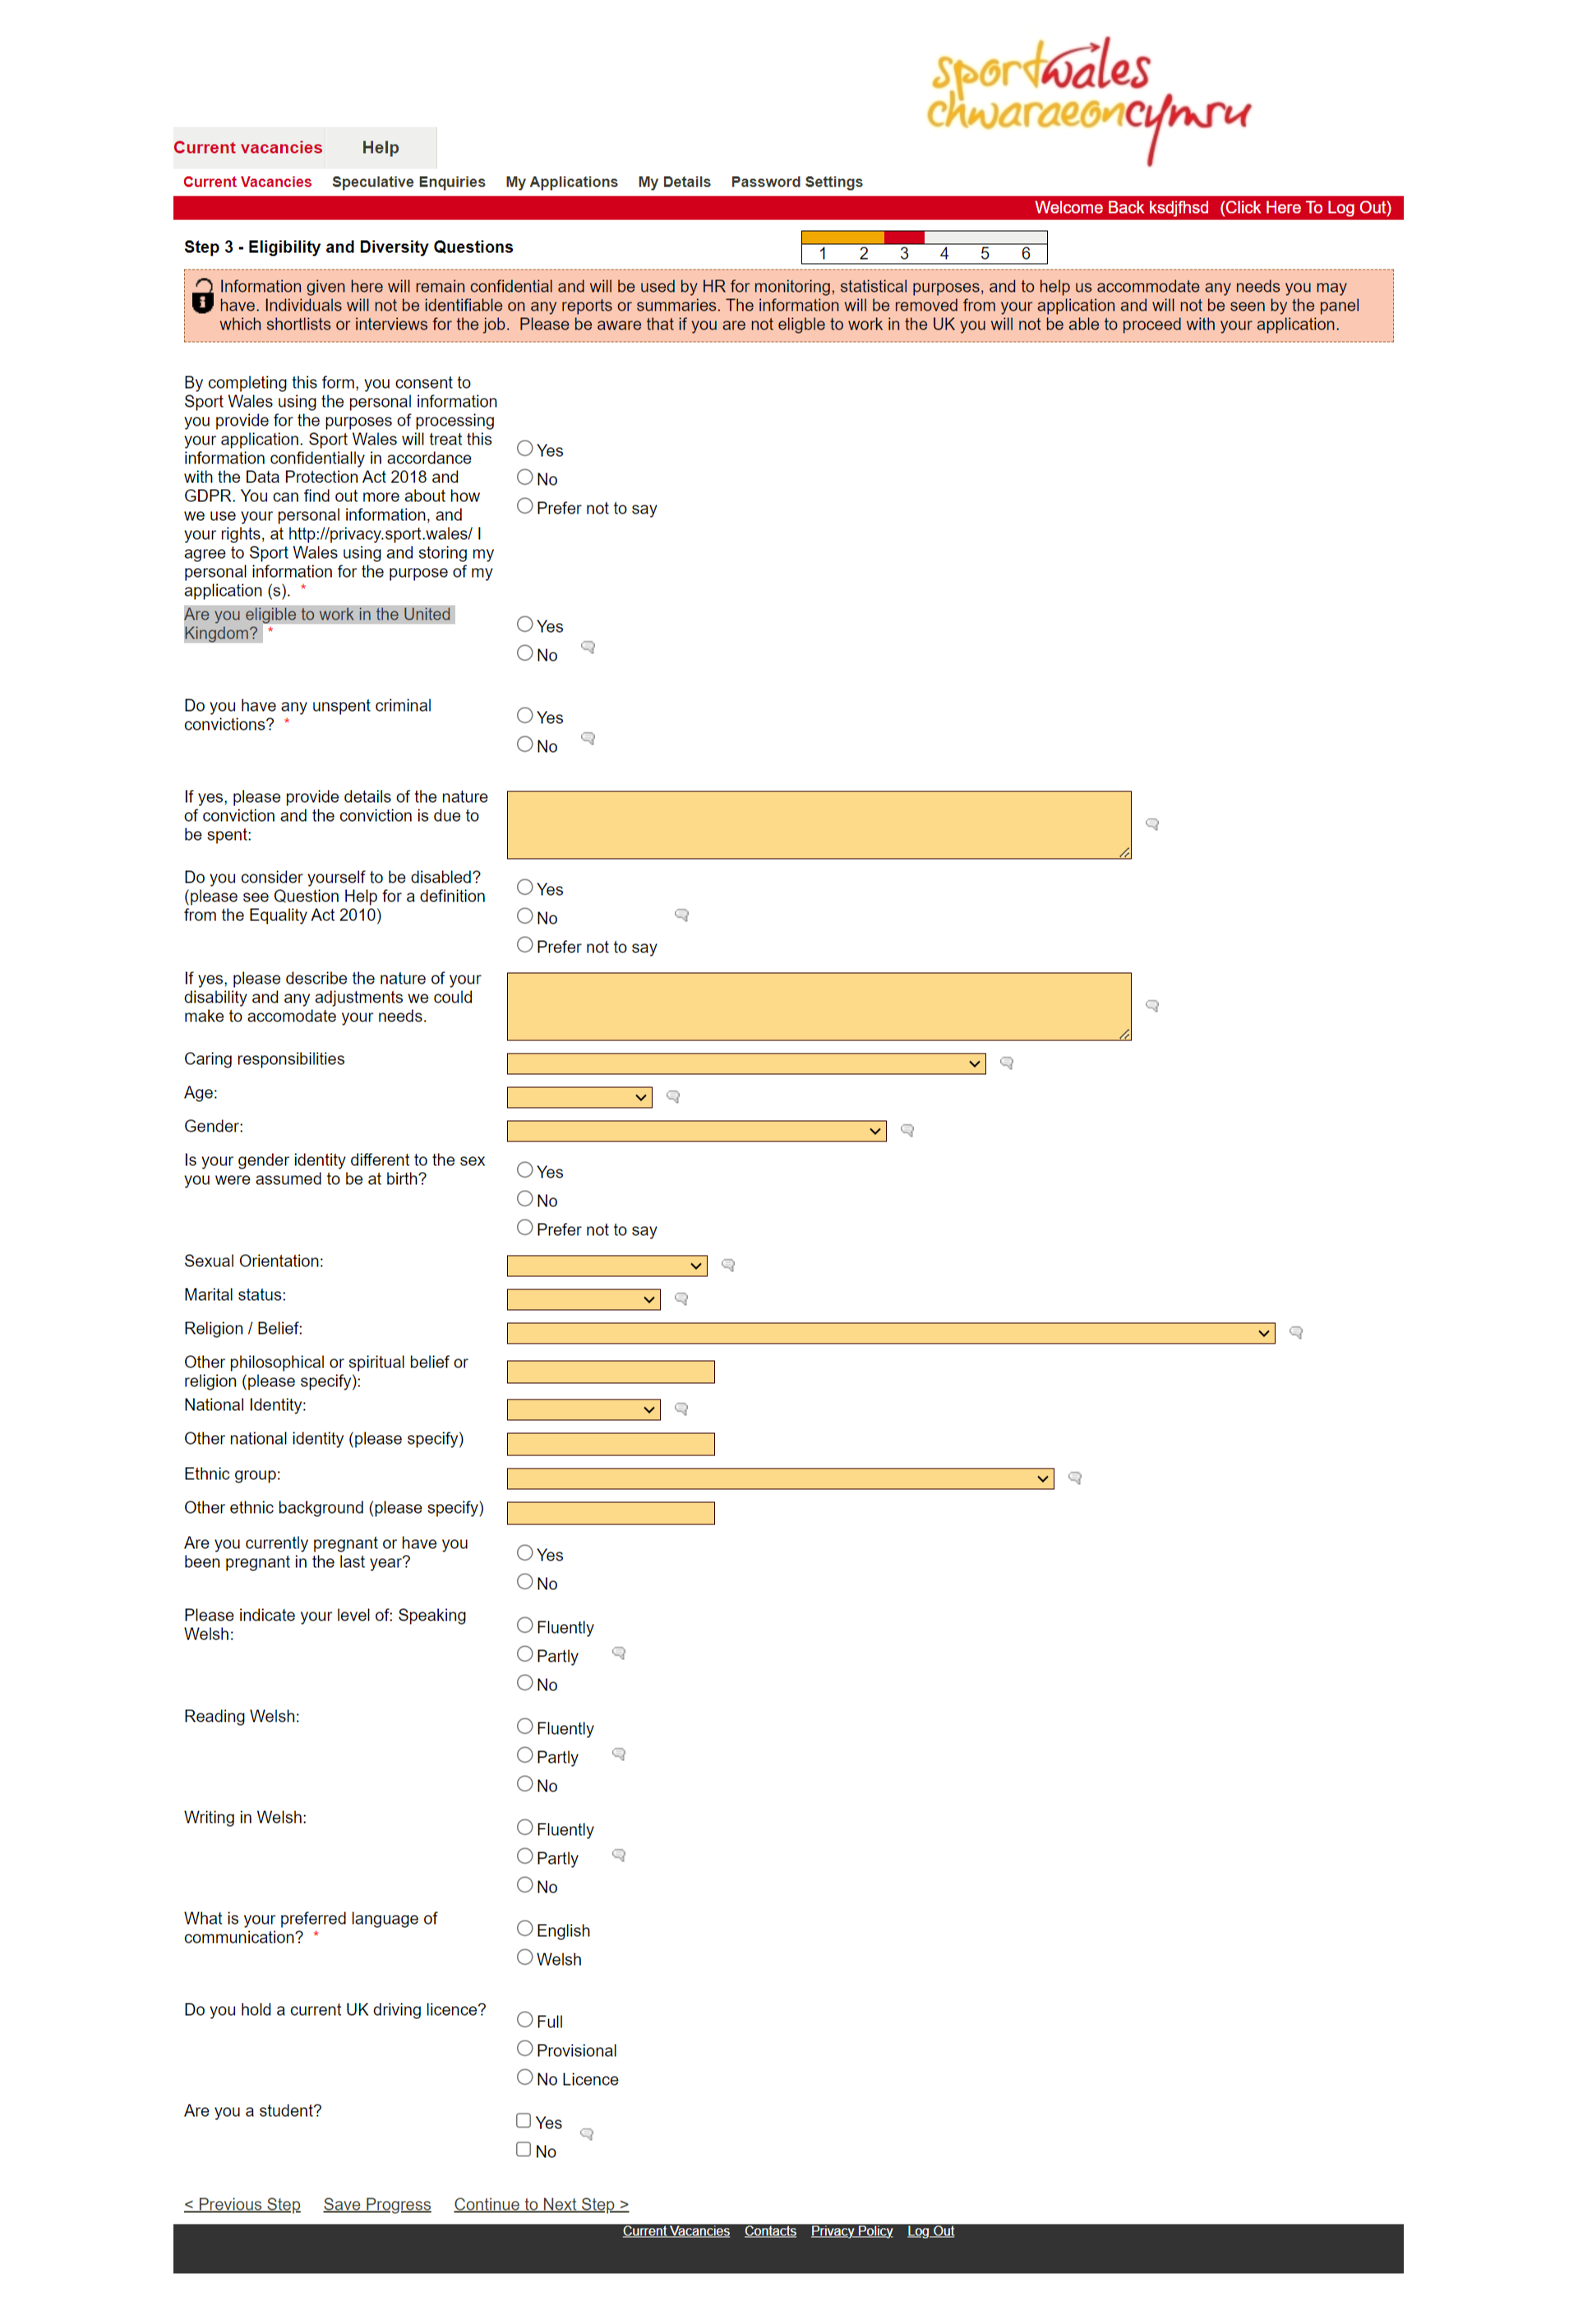 sportwales
chwaraeoncymru
Current vacancies Help
Current Vacancies Speculative Enquiries My Applications My Details Password Settings
Welcome Back ksdjfhsd (Click Here To Log Out)
Step 3 - Eligibility and Diversity Questions
1 2 3 4 5 6
Information given here will remain confidential and will be used by HR for monitoring, statistical purposes, and to help us accommodate any needs you may
have. Individuals will not be identifiable on any reports or summaries. The information will be removed from your application and will not be seen by the panel
which shortlists or interviews for the job. Please be aware that if you are not eligble to work in the UK you will not be able to proceed with your application.
By completing this form, you consent to
Sport Wales using the personal information
you provide for the purposes of processing
your application. Sport Wales will treat this
information confidentially in accordance
with the Data Protection Act 2018 and
GDPR. You can find out more about how
we use your personal information, and
your rights, at http://privacy.sport.wales/ I
agree to Sport Wales using and storing my
personal information for the purpose of my
application (s). *
Yes
No
Prefer not to say
Are you eligible to work in the United
Kingdom? *
Yes
No
Do you have any unspent criminal
convictions? *
Yes
No
If yes, please provide details of the nature
of conviction and the conviction is due to
be spent:
Do you consider yourself to be disabled?
(please see Question Help for a definition
from the Equality Act 2010)
Yes
No
Prefer not to say
If yes, please describe the nature of your
disability and any adjustments we could
make to accomodate your needs.
Caring responsibilities
Age:
Gender:
Is your gender identity different to the sex
you were assumed to be at birth?
Yes
No
Prefer not to say
Sexual Orientation:
Marital status:
Religion / Belief:
Other philosophical or spiritual belief or
religion (please specify):
National Identity:
Other national identity (please specify)
Ethnic group:
Other ethnic background (please specify)
Are you currently pregnant or have you
been pregnant in the last year?
Yes
No
Please indicate your level of: Speaking
Welsh:
Fluently
Partly
No
Reading Welsh:
Fluently
Partly
No
Writing in Welsh:
Fluently
Partly
No
What is your preferred language of
communication? *
English
Welsh
Do you hold a current UK driving licence?
Full
Provisional
No Licence
Are you a student?
Yes
No
< Previous Step Save Progress Continue to Next Step >
Current Vacancies Contacts Privacy Policy Log Out